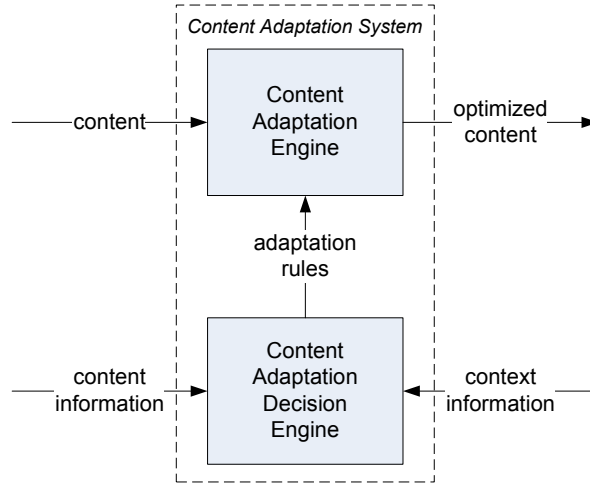 Content Adaptation System
Content
Adaptation
Engine
content
optimized
content
adaptation
rules
Content
Adaptation
Decision
Engine
content
information
context
information